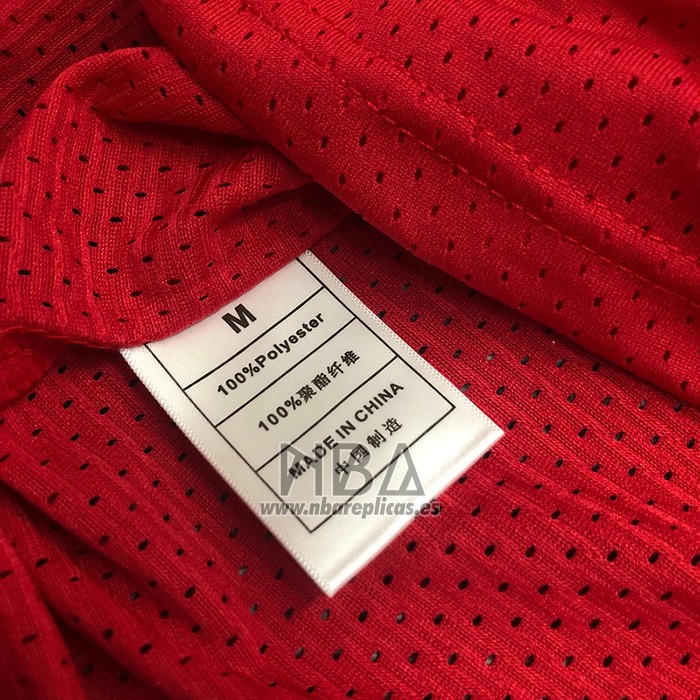 M
100%Polyester
100%聚酯纤维
MADE IN CHINA
中國制造
NBA
www.nbareplicas.es